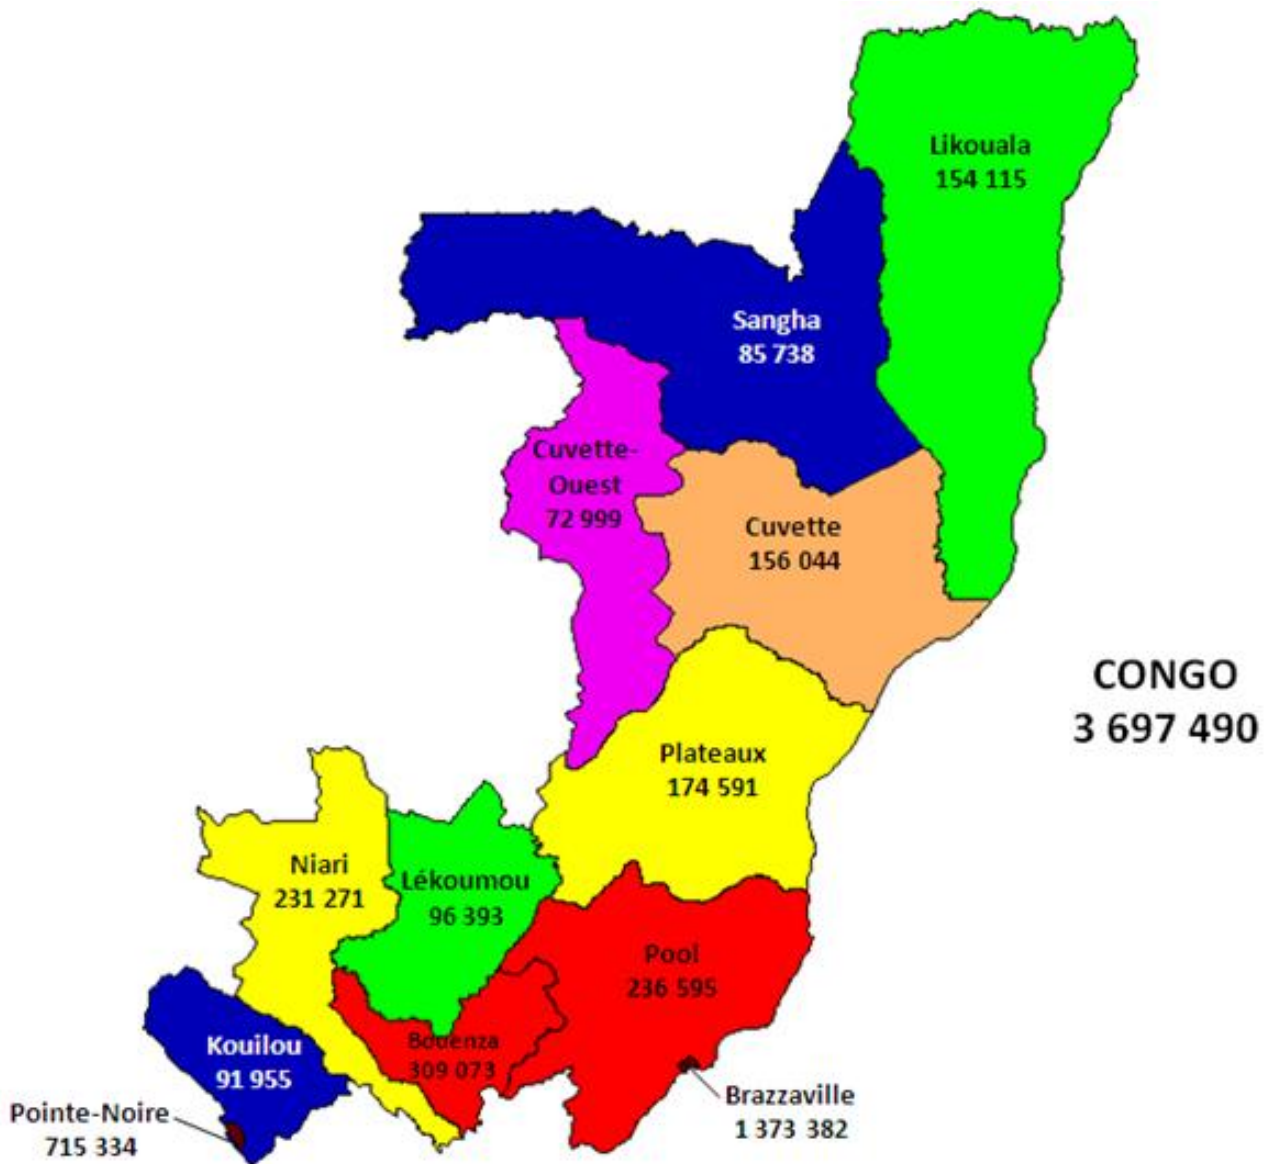 Likouala
154 115
Sangha
85 738
Cuvette-
Ouest
72 999
Cuvette
156 044
CONGO
3 697 490
Plateaux
174 591
Niari
231 271
Lékoumou
96 393
Pool
236 595
Bouenza
309 073
Kouilou
91 955
Pointe-Noire
715 334
Brazzaville
1 373 382